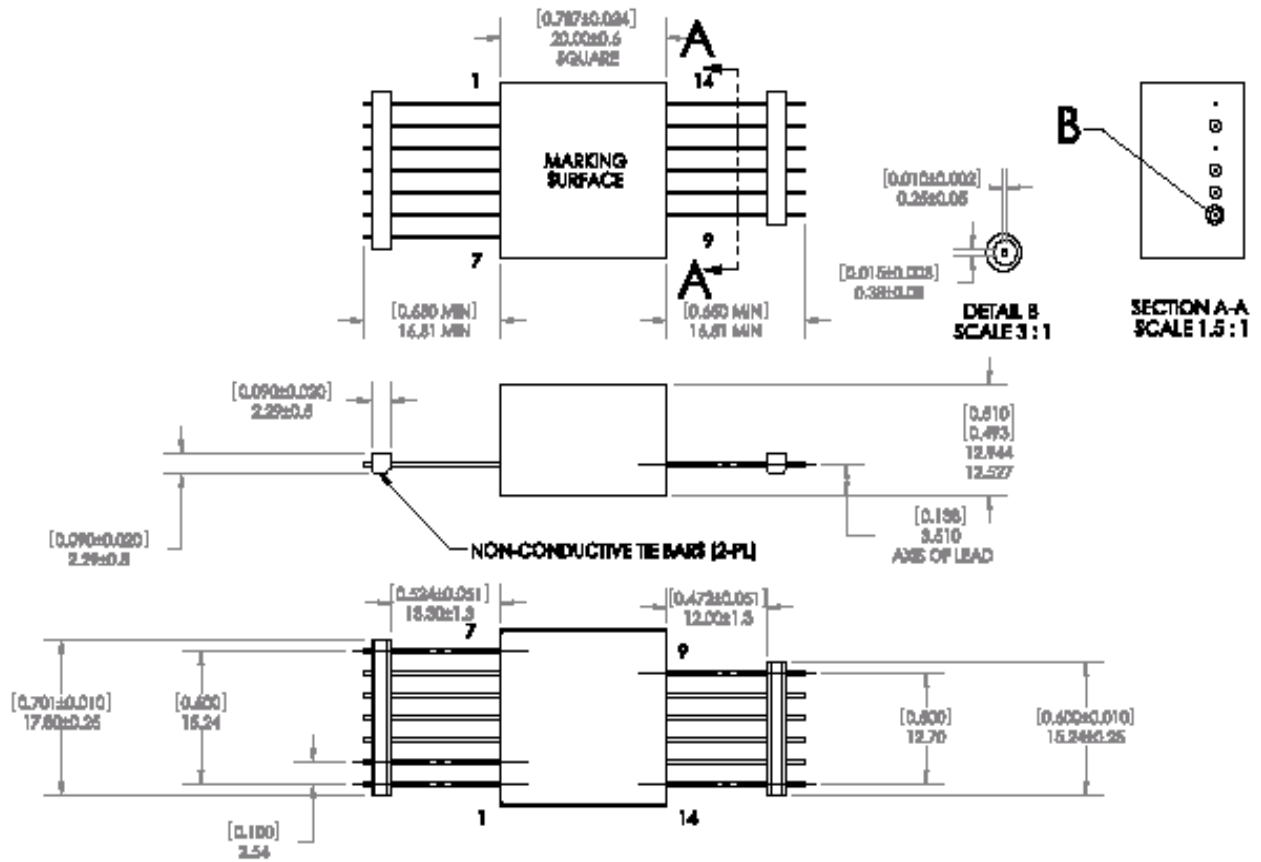 [0.787±0.024]
20.00±0.6
SQUARE
A
1
14
MARKING
SURFACE
B
[0.010±0.002]
0.25±0.05
7
9
A
[0.015±0.003]
0.38±0.08
[0.650 MIN]
16.51 MIN
[0.650 MIN]
16.51 MIN
DETAIL B
SCALE 3 : 1
SECTION A-A
SCALE 1.5 : 1
[0.090±0.020]
2.29±0.5
[0.510]
[0.493]
12.944
12.527
[0.090±0.020]
2.29±0.5
NON-CONDUCTIVE TIE BARS (2-PL)
[0.138]
3.510
AXIS OF LEAD
[0.524±0.051]
13.30±1.3
[0.472±0.051]
12.00±1.3
7
9
[0.701±0.010]
17.80±0.25
[0.600]
15.24
[0.500]
12.70
[0.600±0.010]
15.24±0.25
1
14
[0.100]
2.54